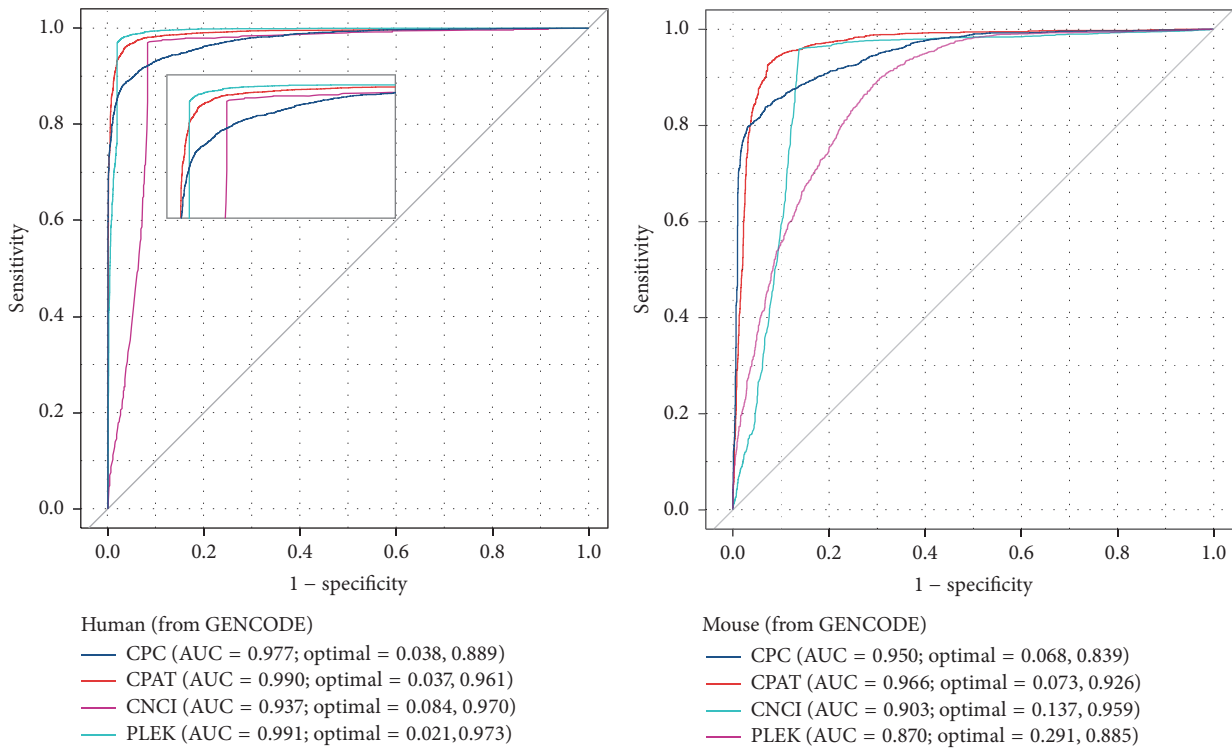 1.0
0.8
0.6
0.4
0.2
0.0
Sensitivity
0.0 0.2 0.4 0.6 0.8 1.0
1 − specificity
Human (from GENCODE)
CPC (AUC = 0.977; optimal = 0.038, 0.889)
CPAT (AUC = 0.990; optimal = 0.037, 0.961)
CNCI (AUC = 0.937; optimal = 0.084, 0.970)
PLEK (AUC = 0.991; optimal = 0.021,0.973)
1.0
0.8
0.6
0.4
0.2
0.0
Sensitivity
0.0 0.2 0.4 0.6 0.8 1.0
1 − specificity
Mouse (from GENCODE)
CPC (AUC = 0.950; optimal = 0.068, 0.839)
CPAT (AUC = 0.966; optimal = 0.073, 0.926)
CNCI (AUC = 0.903; optimal = 0.137, 0.959)
PLEK (AUC = 0.870; optimal = 0.291, 0.885)